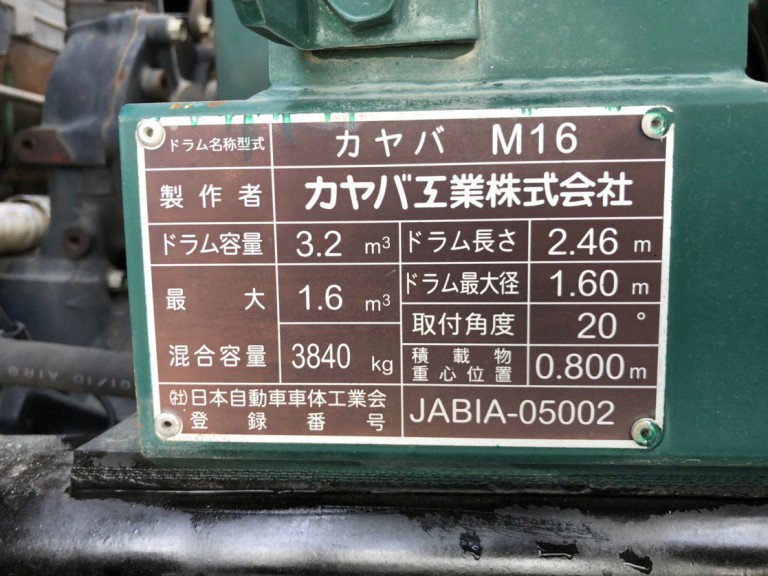 ドラム名称型式 カヤバ M16
製作者 カヤバ工業株式会社
ドラム容量 3.2 m³ ドラム長さ 2.46 m
最大 1.6 m³ ドラム最大径 1.60 m
取付角度 20°
混合容量 3840 kg 積載物重心位置 0.800m
(社)日本自動車車体工業会 登録番号 JABIA-05002